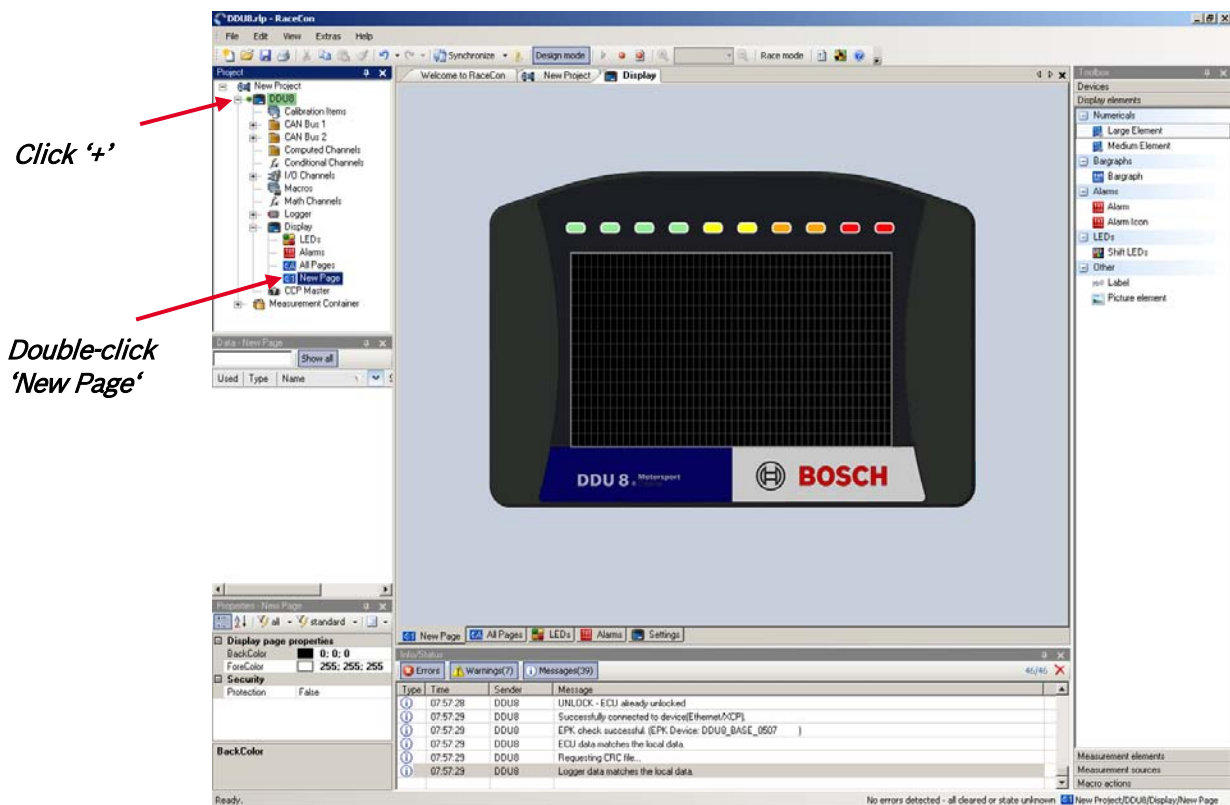 DDU8.rlp - RaceCon
File Edit View Extras Help
Synchronize Design mode Race mode
Project
New Project
DDU8
Calibration Items
CAN Bus 1
CAN Bus 2
Computed Channels
Conditional Channels
I/O Channels
Macros
Math Channels
Logger
Display
LEDs
Alarms
All Pages
New Page
CCP Master
Measurement Container
Click '+'
Double-click
'New Page'
Data - New Page
Show all
Used Type Name S
Properties - New Page
all standard
Display page properties
BackColor 0; 0; 0
ForeColor 255; 255; 255
Security
Protection False
BackColor
Welcome to RaceCon New Project Display
DDU 8 Motorsport
BOSCH
New Page All Pages LEDs Alarms Settings
Info/Status
Errors Warnings(7) Messages(39) 46/46
Type Time Sender Message
07:57:28 DDU8 UNLOCK - ECU already unlocked
07:57:29 DDU8 Successfully connected to device(Ethernet/XCP).
07:57:29 DDU8 EPK check successful. (EPK Device: DDU8_BASE_0507 )
07:57:29 DDU8 ECU data matches the local data.
07:57:29 DDU8 Requesting CRC file...
07:57:29 DDU8 Logger data matches the local data.
Toolbox
Devices
Display elements
Numericals
Large Element
Medium Element
Bargraphs
Bargraph
Alarms
Alarm
Alarm Icon
LEDs
Shift LEDs
Other
Label
Picture element
Measurement elements
Measurement sources
Macro actions
Ready. No errors detected - all cleared or state unknown New Project/DDU8/Display/New Page